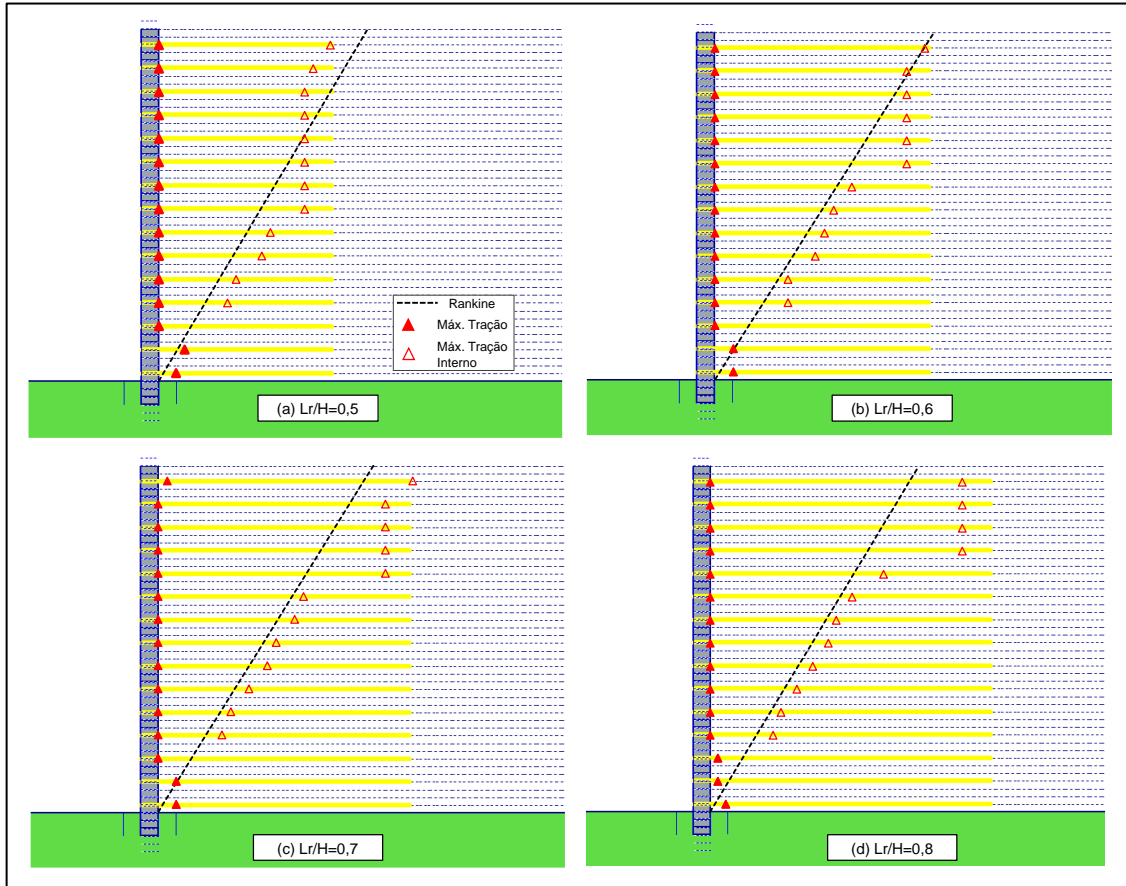 Rankine
Máx. Tração
Máx. Tração
Interno
(a) Lr/H=0,5
(b) Lr/H=0,6
(c) Lr/H=0,7
(d) Lr/H=0,8